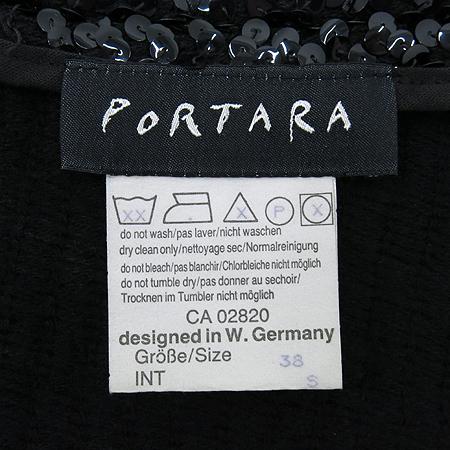 PORTARA
XX X P X
do not wash/pas laver/nicht waschen
dry clean only/nettoyage sec/Normalreinigung
do not bleach/pas blanchir/Chlorbleiche nicht möglich
do not tumble dry/pas donner au sechoir/
Trocknen im Tumbler nicht möglich
CA 02820
designed in W. Germany
Größe/Size 38
INT S